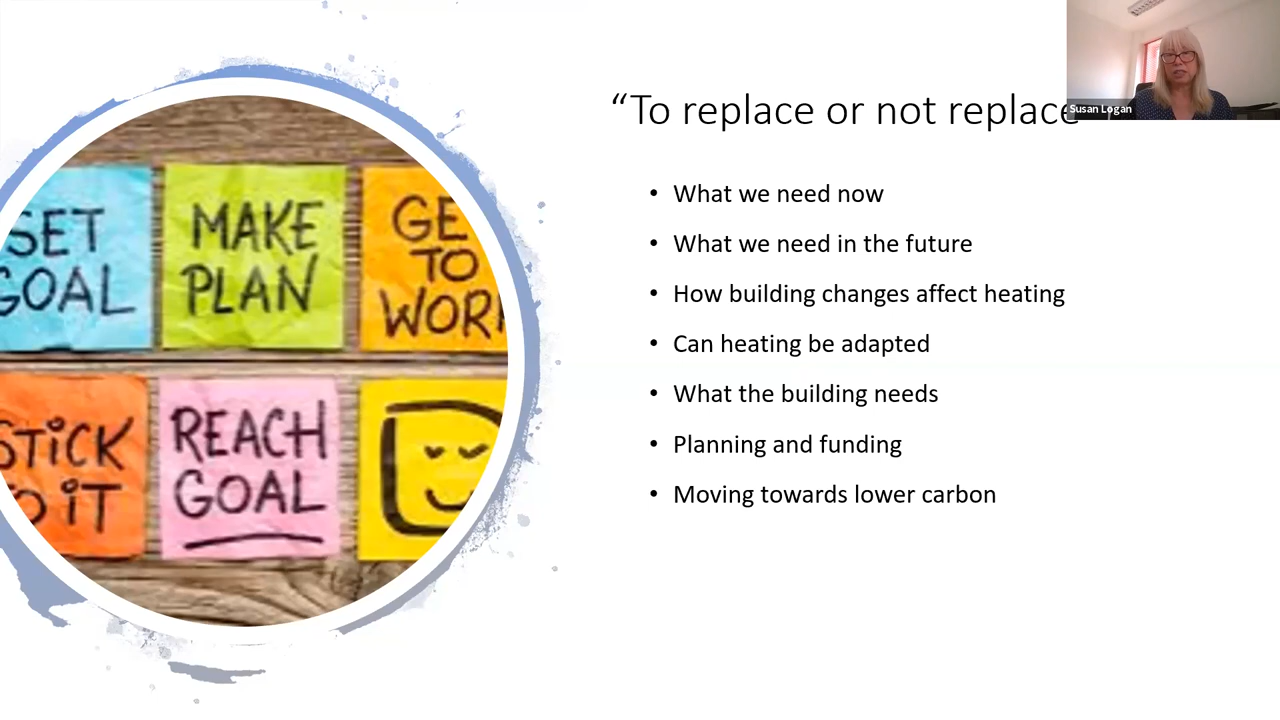 “To replace or not replace
Susan Logan
• What we need now
• What we need in the future
• How building changes affect heating
• Can heating be adapted
• What the building needs
• Planning and funding
• Moving towards lower carbon
SET
GOAL
MAKE
PLAN
GE
TO
WOR
STICK
O IT
REACH
GOAL